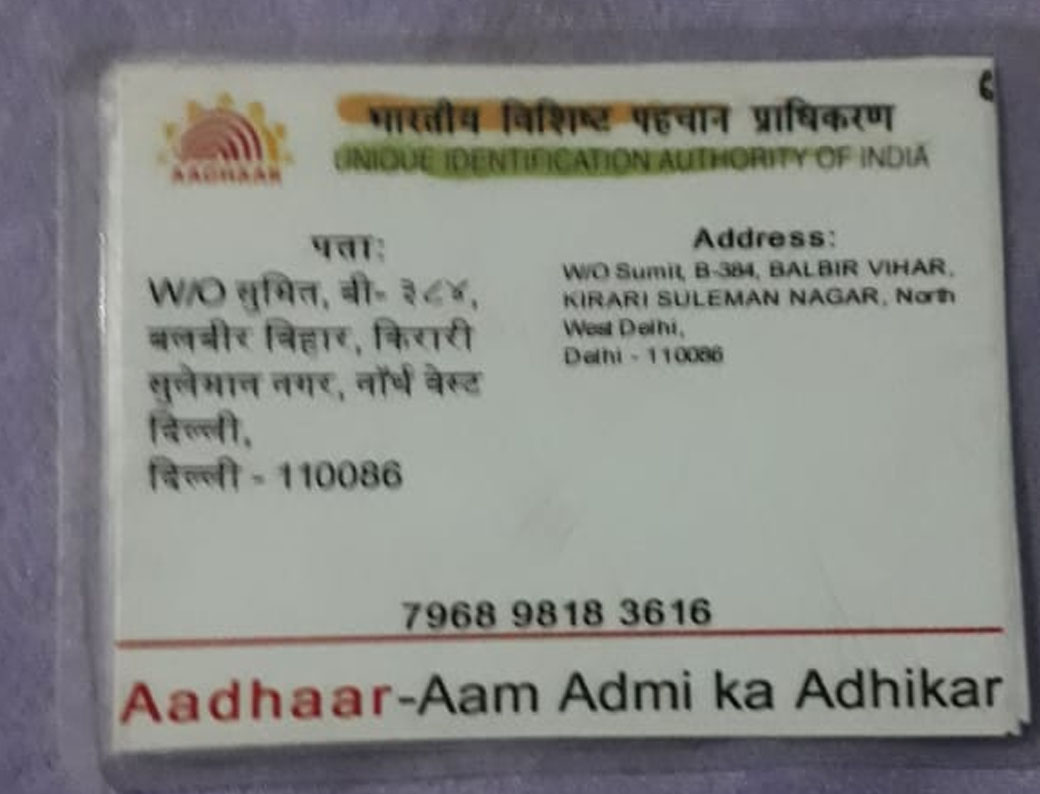 भारतीय विशिष्ट पहचान प्राधिकरण
UNIQUE IDENTIFICATION AUTHORITY OF INDIA
AADHAAR
पता:
W/O सुमित, बी- ३८४,
बलबीर विहार, किरारी
सुलेमान नगर, नॉर्थ वेस्ट
दिल्ली,
दिल्ली - 110086
Address:
W/O Sumit, B-384, BALBIR VIHAR,
KIRARI SULEMAN NAGAR, North
West Delhi,
Delhi - 110086
7968 9818 3616
Aadhaar-Aam Admi ka Adhikar